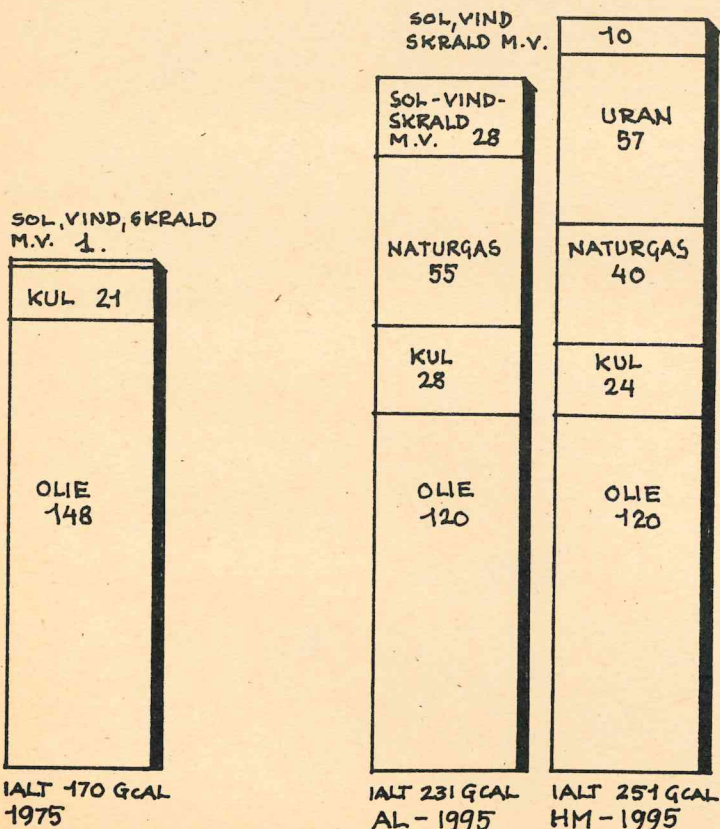 SOL, VIND, SKRALD
M.V. 1.
KUL 21
OLIE
148
IALT 170 GCAL
1975
SOL-VIND-
SKRALD
M.V. 28
NATURGAS
55
KUL
28
OLIE
120
IALT 231 GCAL
AL-1995
SOL, VIND
SKRALD M.V.
10
URAN
57
NATURGAS
40
KUL
24
OLIE
120
IALT 251 GCAL
HM-1995